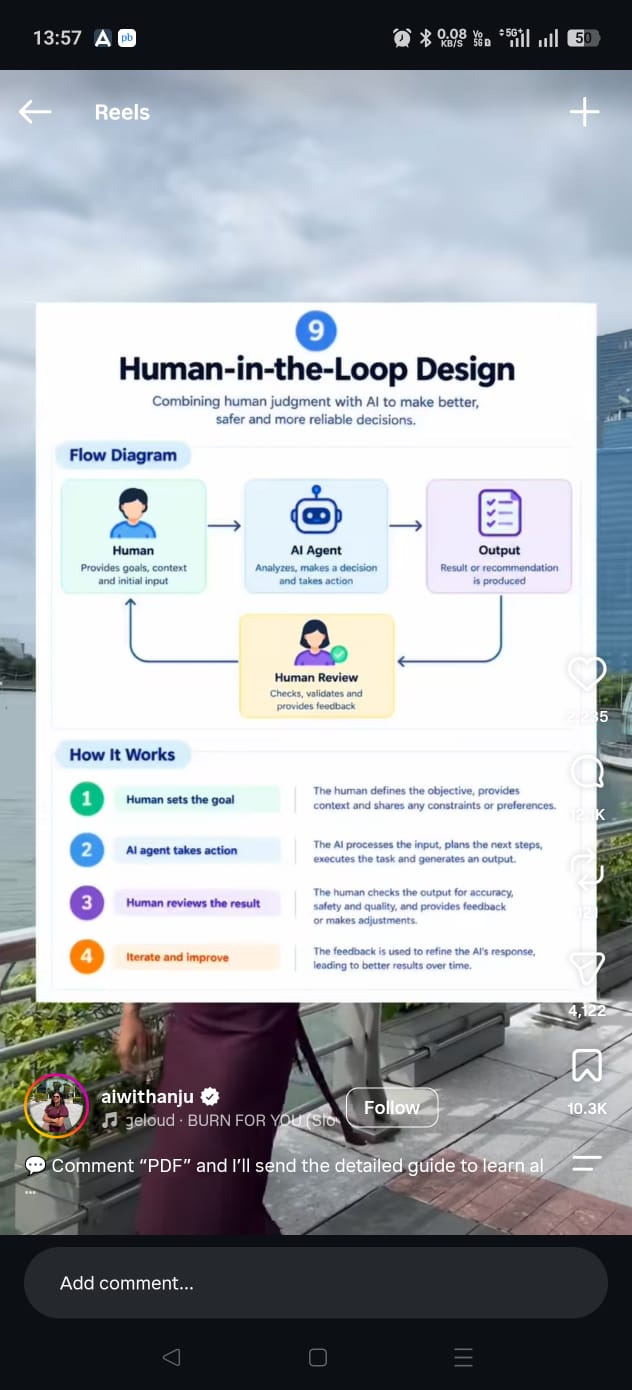 13:57
pb
0.08
KB/S
Vo
5G
5G+
50
Reels
9
Human-in-the-Loop Design
Combining human judgment with AI to make better,
safer and more reliable decisions.
Flow Diagram
Human
Provides goals, context
and initial input
AI Agent
Analyzes, makes a decision
and takes action
Output
Result or recommendation
is produced
Human Review
Checks, validates and
provides feedback
How It Works
1
Human sets the goal
The human defines the objective, provides
context and shares any constraints or preferences.
2
AI agent takes action
The AI processes the input, plans the next steps,
executes the task and generates an output.
3
Human reviews the result
The human checks the output for accuracy,
safety and quality, and provides feedback
or makes adjustments.
4
Iterate and improve
The feedback is used to refine the AI's response,
leading to better results over time.
4,122
10.3K
aiwithanju
Follow
geloud · BURN FOR YOU (Slo
💬 Comment “PDF” and I’ll send the detailed guide to learn al
...
Add comment...